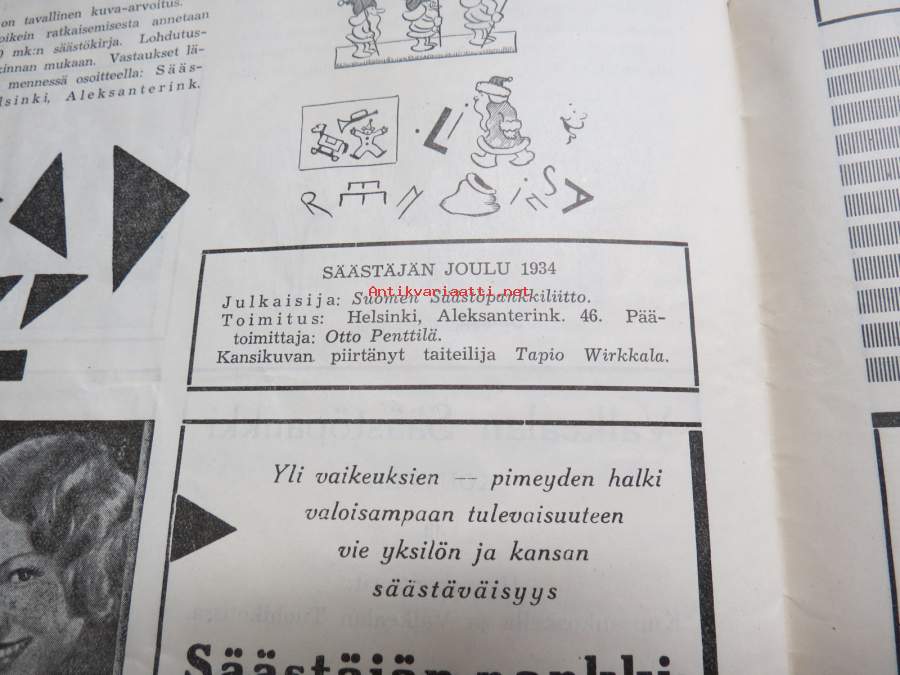 on tavallinen kuva-arvoitus.
oikein ratkaisemisesta annetaan
mk:n säästökirja. Lohdutus-
mukaan. Vastaukset lä-
mennessä osoitteella: Sääs-
Aleksanterink.
SÄÄSTÄJÄN JOULU 1934
Antikvariaatti.net
Julkaisija: Suomen Säästöpankkiliitto.
Toimitus: Helsinki, Aleksanterink. 46. Pää-
toimittaja: Otto Penttilä.
Kansikuvan piirtänyt taiteilija Tapio Wirkkala.
Yli vaikeuksien — pimeyden halki
valoisampaan tulevaisuuteen
vie yksilön ja kansan
säästäväisyys
Säästäjän pankki